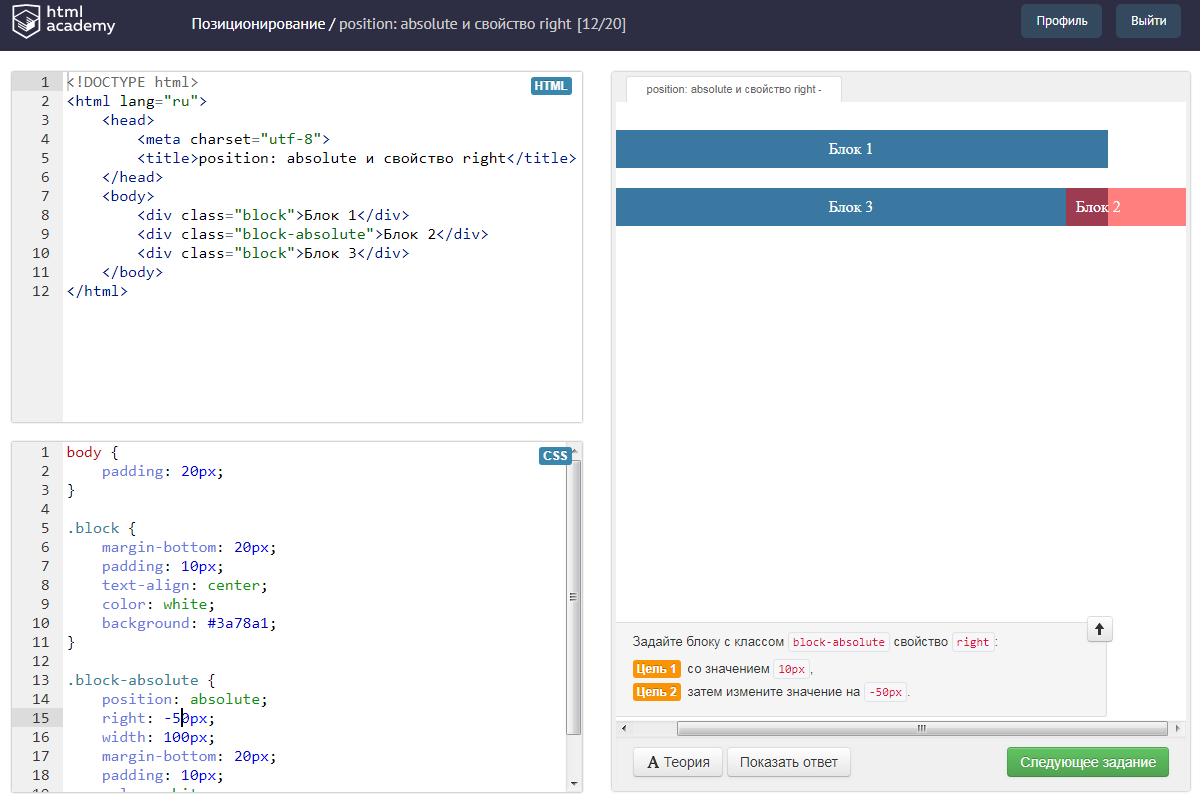 html
academy
Позиционирование / position: absolute и свойство right [12/20]
Профиль
Выйти
1 <!DOCTYPE html>
HTML
2 <html lang="ru">
3 <head>
4 <meta charset="utf-8">
5 <title>position: absolute и свойство right</title>
6 </head>
7 <body>
8 <div class="block">Блок 1</div>
9 <div class="block-absolute">Блок 2</div>
10 <div class="block">Блок 3</div>
11 </body>
12 </html>
1 body {
CSS
2 padding: 20px;
3 }
4
5 .block {
6 margin-bottom: 20px;
7 padding: 10px;
8 text-align: center;
9 color: white;
10 background: #3a78a1;
11 }
12
13 .block-absolute {
14 position: absolute;
15 right: -50px;
16 width: 100px;
17 margin-bottom: 20px;
18 padding: 10px;
position: absolute и свойство right -
Блок 1
Блок 3
Блок 2
Задайте блоку с классом block-absolute свойство right:
Цель 1 со значением 10px,
Цель 2 затем измените значение на -50px.
A Теория
Показать ответ
Следующее задание